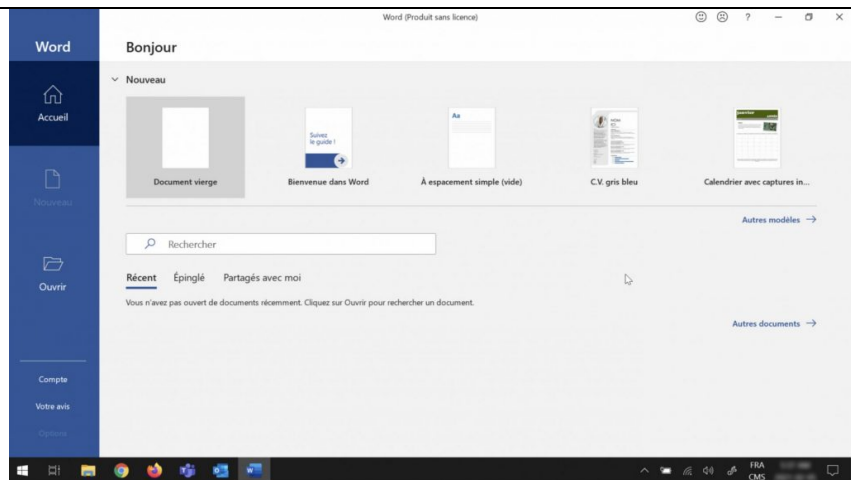 Word (Produit sans licence)
?
Word
Bonjour
Accueil
Nouveau
Ouvrir
Compte
Votre avis
Options
Nouveau
Suivez
le guide !
Aa
Document vierge
Bienvenue dans Word
À espacement simple (vide)
C.V. gris bleu
Calendrier avec captures in...
Autres modèles
Rechercher
Récent Épinglé Partagés avec moi
Vous n'avez pas ouvert de documents récemment. Cliquez sur Ouvrir pour rechercher un document.
Autres documents
FRA
CMS